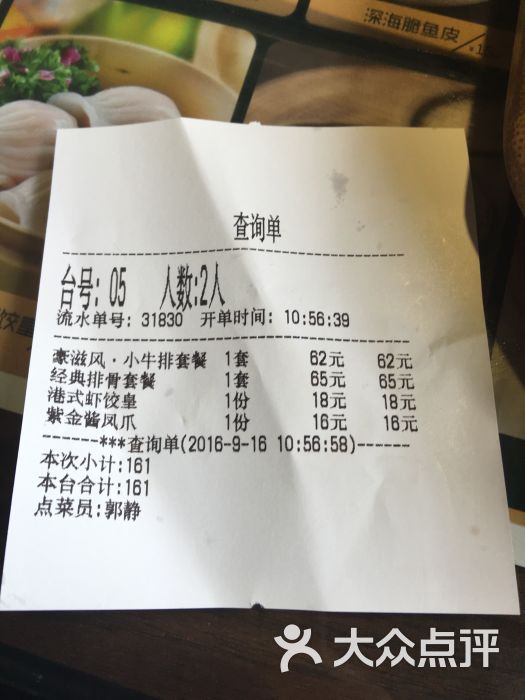 深海脆鱼皮
查询单
台号: 05 人数:2人
流水单号: 31830 开单时间: 10:56:39
豪滋风·小牛排套餐 1套 62元 62元
经典排骨套餐 1套 65元 65元
港式虾饺皇 1份 18元 18元
紫金酱凤爪 1份 16元 16元
------***查询单(2016-9-16 10:56:58)------
本次小计:161
本台合计:161
点菜员:郭静
大众点评